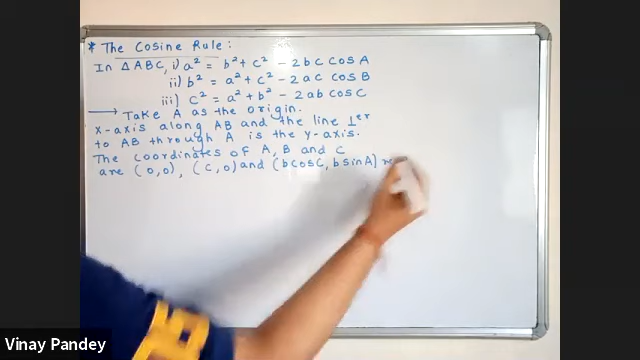 * The Cosine Rule:
In △ABC, i) a² = b² + c² - 2bc cos A
ii) b² = a² + c² - 2ac cos B
iii) c² = a² + b² - 2ab cos C
→ Take A as the origin.
x-axis along AB and the line ⊥er
to AB through A is the y-axis.
The coordinates of A, B and C
are (0,0), (c,0) and (b cosC, b sinA)
Vinay Pandey